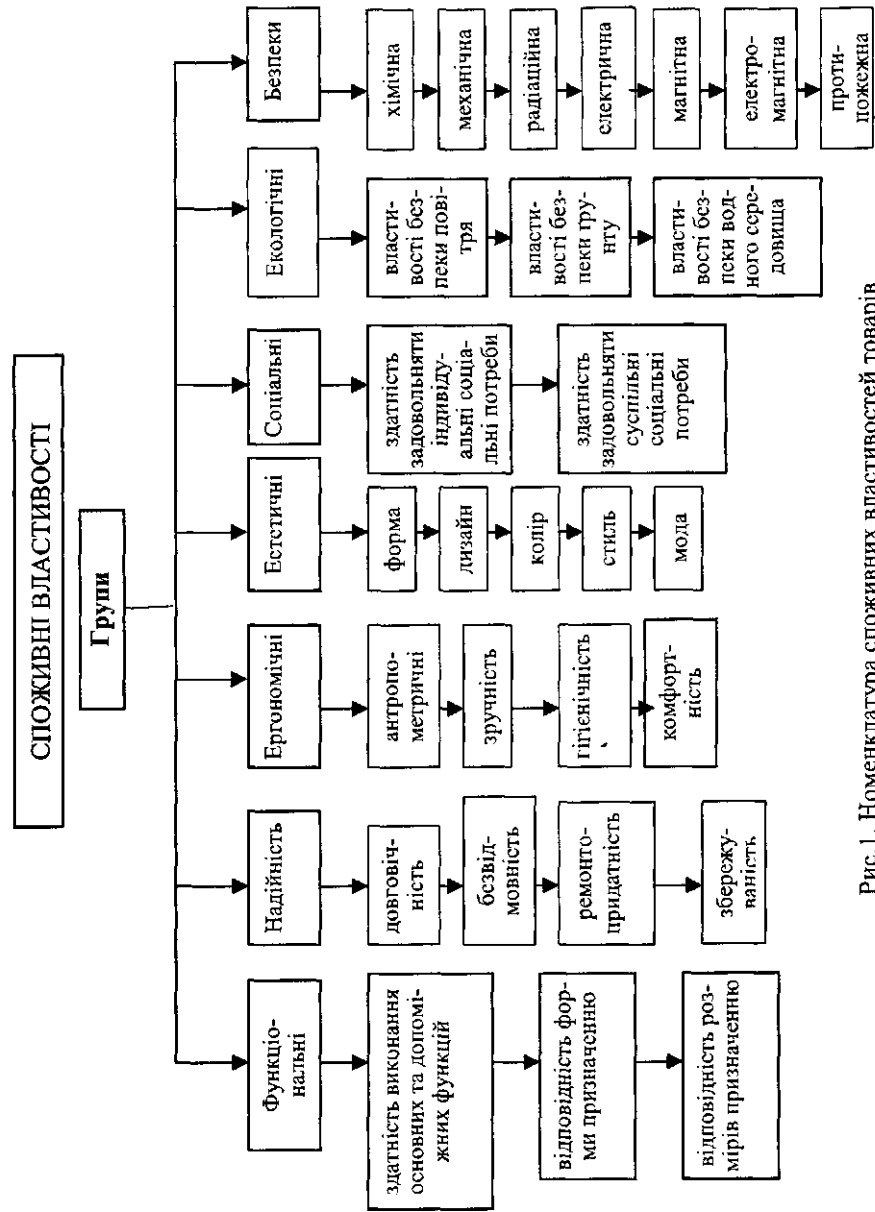 СПОЖИВНІ ВЛАСТИВОСТІ
Групи
Функціо-
нальні
здатність виконання
основних та допомі-
жних функцій
відповідність фор-
ми призначенню
відповідність роз-
мірів призначенню
Надійність
довговіч-
ність
безвід-
мовність
ремонто-
придатність
збережу-
ваність
Ергономічні
антропо-
метричні
зручність
гігієнічність
комфорт-
ність
Естетичні
форма
дизайн
колір
стиль
мода
Соціальні
здатність
задовольняти
індивіду-
альні соціа-
льні потреби
здатність
задовольняти
суспільні
соціальні
потреби
Екологічні
власти-
вості без-
пеки повіт-
ря
власти-
вості без-
пеки ґру-
нту
власти-
вості без-
пеки вод-
ного сере-
довища
Безпеки
хімічна
механічна
радіаційна
електрична
магнітна
електро-
магнітна
проти-
пожежна
Рис.1. Номенклатура споживних властивостей товарів